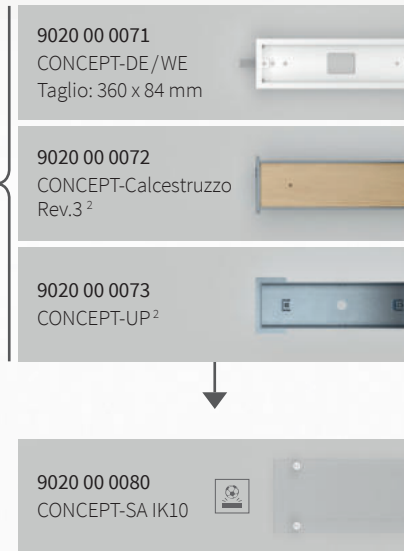 9020 00 0071
CONCEPT-DE/WE
Taglio: 360 x 84 mm
9020 00 0072
CONCEPT-Calcestruzzo
Rev.3 ²
9020 00 0073
CONCEPT-UP ²
9020 00 0080
CONCEPT-SA IK10